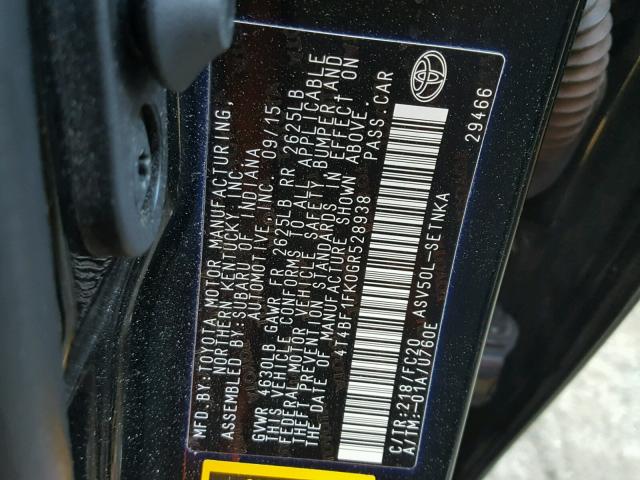 MFD. BY: TOYOTA MOTOR MANUFACTURING,
NORTHERN KENTUCKY, INC.
ASSEMBLED BY: SUBARU OF INDIANA
AUTOMOTIVE, INC. 09/15
GVWR 4630LB GAWR FR 2625LB RR 2625LB
THIS VEHICLE CONFORMS TO ALL APPLICABLE
FEDERAL MOTOR VEHICLE SAFETY, BUMPER AND
THEFT PREVENTION STANDARDS IN EFFECT ON
THE DATE OF MANUFACTURE SHOWN ABOVE.
4T4BF1FK0GR528938 PASS.CAR
C/TR:218/FC20 ASV50L-SETNKA
A/TM:-01A/U760E 29466